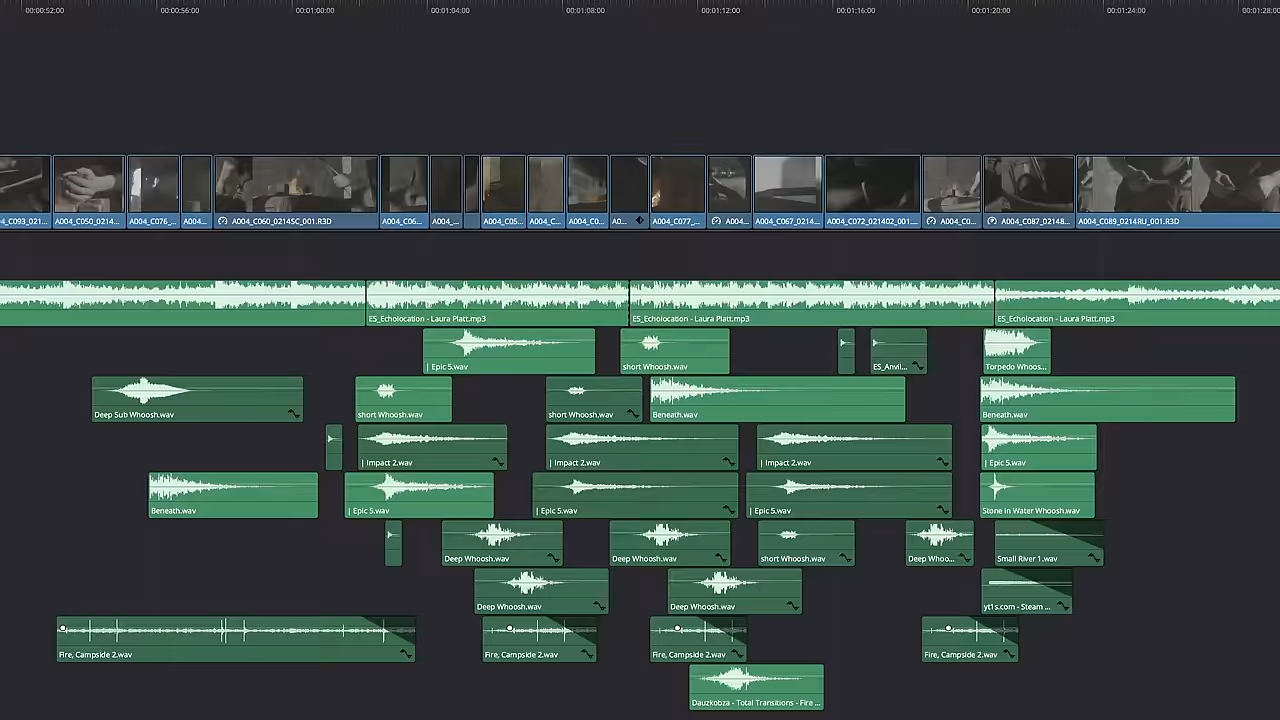 00:00:52:00 00:00:56:00 00:01:00:00 00:01:04:00 00:01:08:00 00:01:12:00 00:01:16:00 00:01:20:00 00:01:24:00 00:01:28:00
4_C093_021... A004_C050_0214... A004_C076_... A004... A004_C060_0214SC_001.R3D A004_C06... A004_... A004_C05... A004_C... A004_C0... A0... A004_C077_... A004... A004_C067_0214... A004_C072_021402_001.... A004_C0... A004_C087_02148... A004_C089_0214RU_001.R3D
ES_Echolocation - Laura Platt.mp3 ES_Echolocation - Laura Platt.mp3 ES_Echolocation - Laura Platt.mp3
| Epic 5.wav short Whoosh.wav ES_Anvi... Torpedo Whoos...
Deep Sub Whoosh.wav short Whoosh.wav short Whoosh.wav Beneath.wav Beneath.wav
| Impact 2.wav | Impact 2.wav | Impact 2.wav | Epic 5.wav
Beneath.wav | Epic 5.wav | Epic 5.wav | Epic 5.wav Stone in Water Whoosh.wav
Deep Whoosh.wav Deep Whoosh.wav short Whoosh.wav Deep Whoo... Small River 1.wav
Deep Whoosh.wav Deep Whoosh.wav yt1s.com - Steam ...
Fire, Campside 2.wav Fire, Campside 2.wav Fire, Campside 2.wav Fire, Campside 2.wav
Dauzkobza - Total Transitions - Fire ...